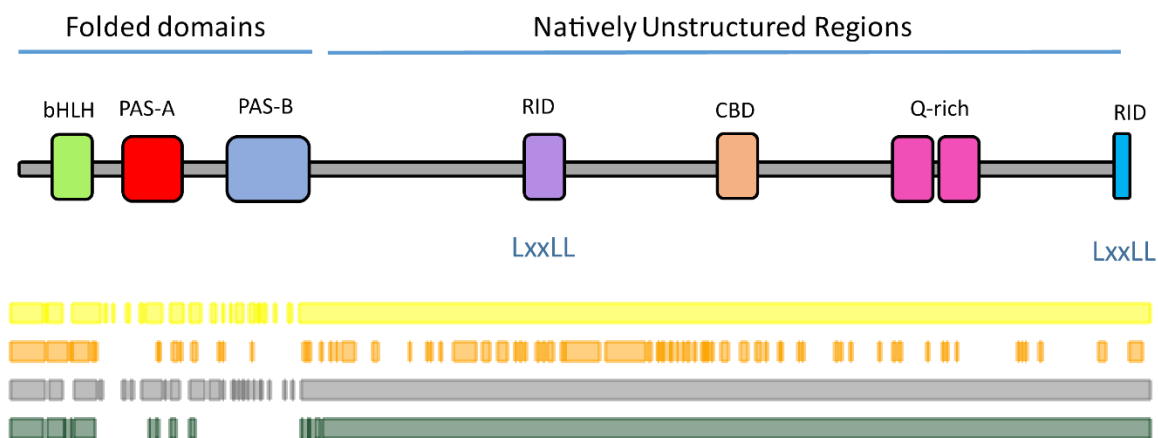 Folded domains
Natively Unstructured Regions
bHLH
PAS-A
PAS-B
RID
CBD
Q-rich
RID
LxxLL
LxxLL